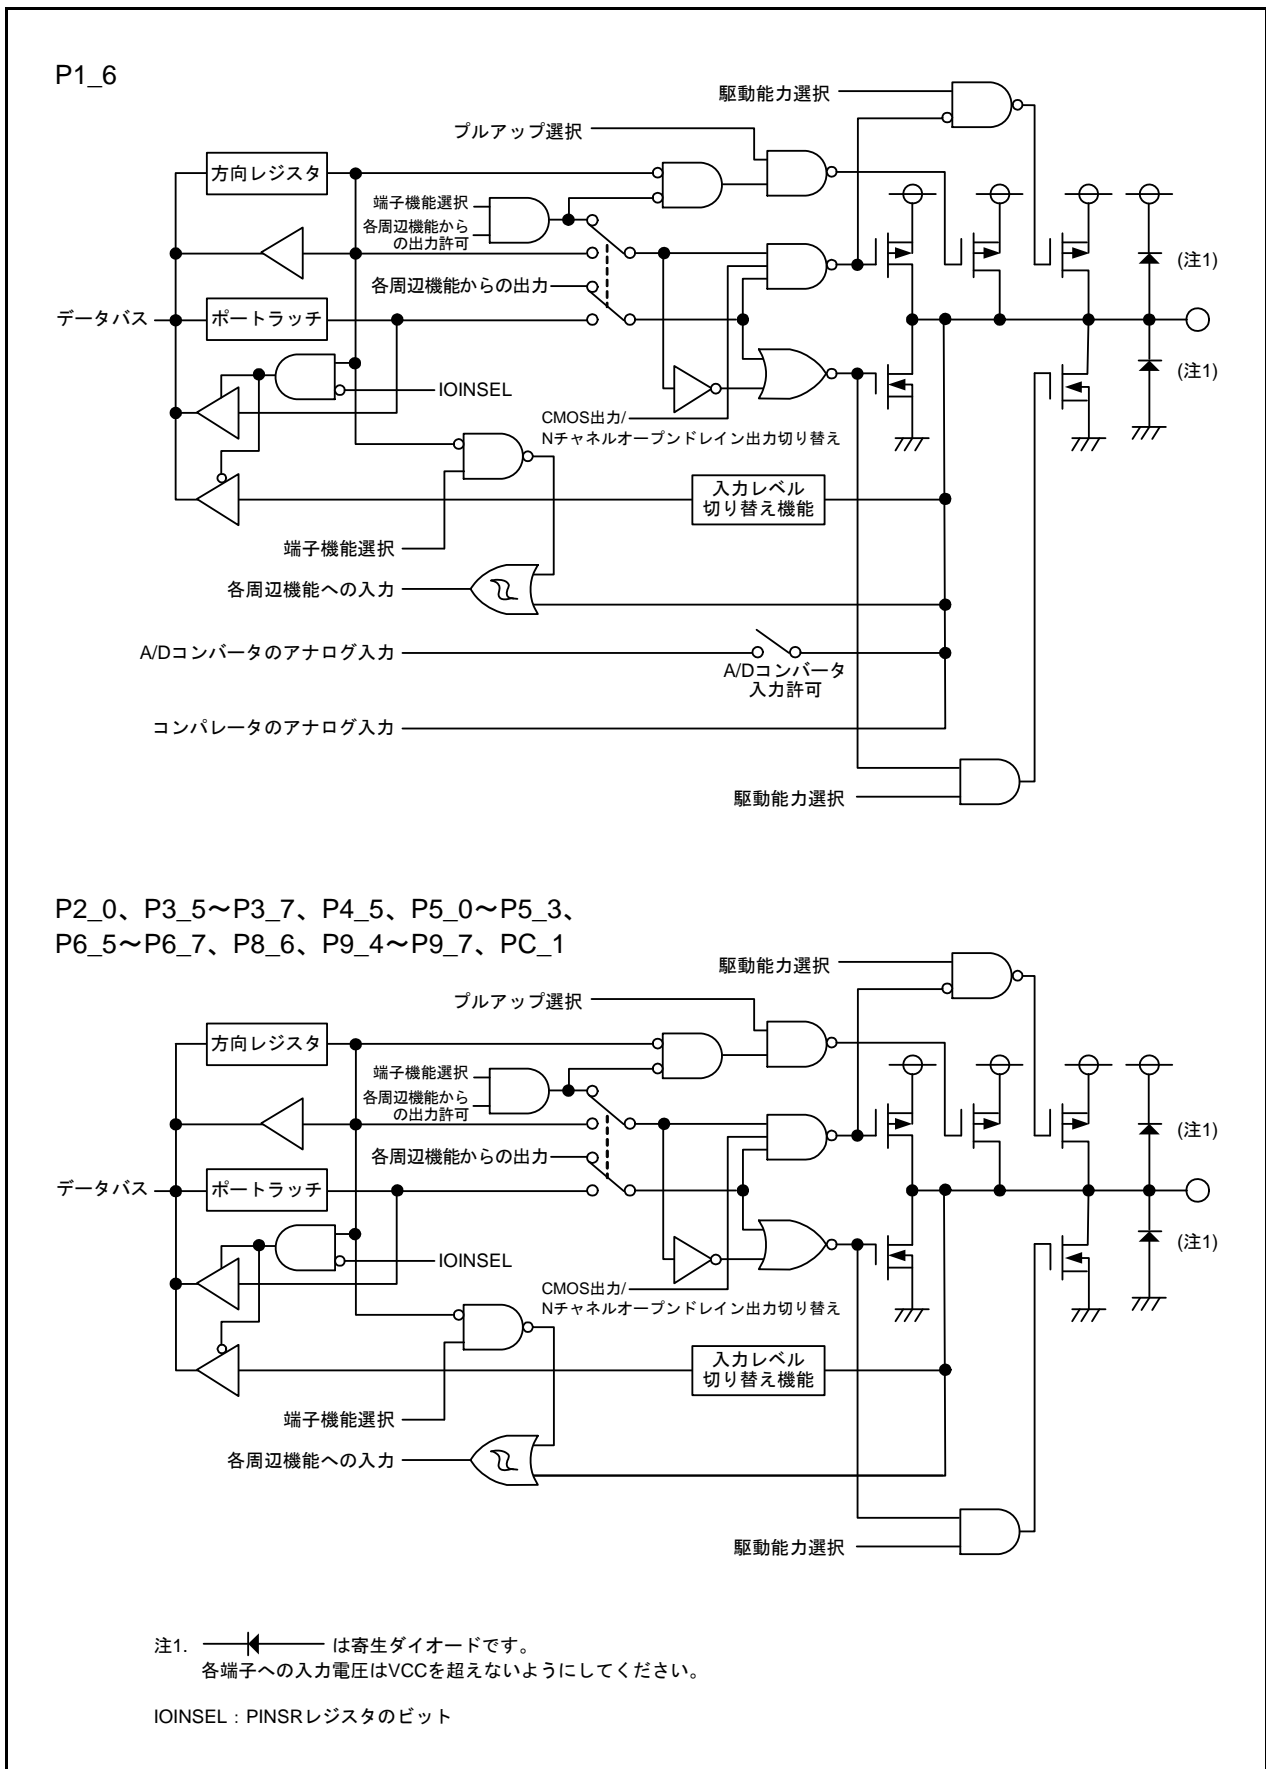 P1_6
駆動能力選択
プルアップ選択
方向レジスタ
端子機能選択
各周辺機能から
の出力許可
(注1)
各周辺機能からの出力
データバス
ポートラッチ
(注1)
IOINSEL
CMOS出力/
Nチャネルオープンドレイン出力切り替え
入力レベル
切り替え機能
端子機能選択
各周辺機能への入力
A/Dコンバータのアナログ入力
A/Dコンバータ
入力許可
コンパレータのアナログ入力
駆動能力選択
P2_0、P3_5～P3_7、P4_5、P5_0～P5_3、
P6_5～P6_7、P8_6、P9_4～P9_7、PC_1
駆動能力選択
プルアップ選択
方向レジスタ
端子機能選択
各周辺機能から
の出力許可
(注1)
各周辺機能からの出力
データバス
ポートラッチ
(注1)
IOINSEL
CMOS出力/
Nチャネルオープンドレイン出力切り替え
入力レベル
切り替え機能
端子機能選択
各周辺機能への入力
駆動能力選択
注1. は寄生ダイオードです。
各端子への入力電圧はVCCを超えないようにしてください。
IOINSEL：PINSRレジスタのビット